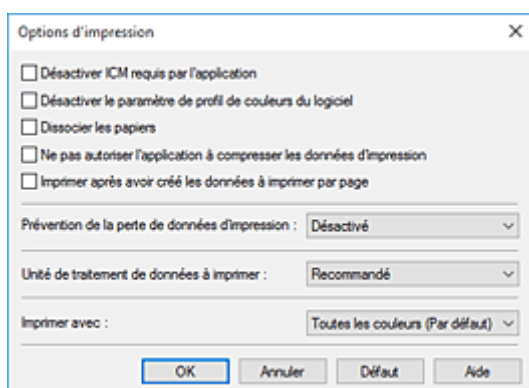 Options d'impression
Désactiver ICM requis par l'application
Désactiver le paramètre de profil de couleurs du logiciel
Dissocier les papiers
Ne pas autoriser l'application à compresser les données d'impression
Imprimer après avoir créé les données à imprimer par page
Prévention de la perte de données d'impression : Désactivé
Unité de traitement de données à imprimer : Recommandé
Imprimer avec : Toutes les couleurs (Par défaut)
OK Annuler Défaut Aide